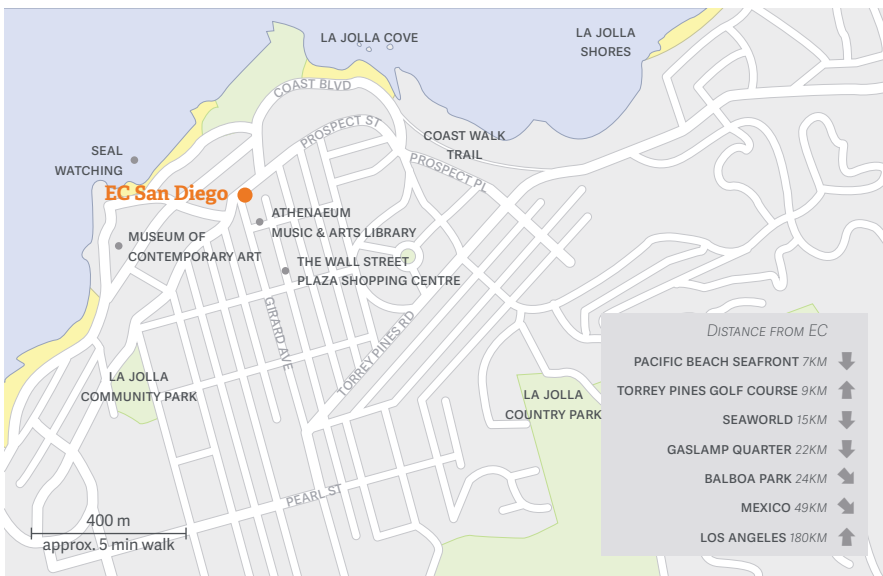 LA JOLLA COVE
LA JOLLA
SHORES
COAST BLVD
PROSPECT ST
COAST WALK
TRAIL
SEAL
WATCHING
PROSPECT PL
EC San Diego
ATHENAEUM
MUSIC & ARTS LIBRARY
MUSEUM OF
CONTEMPORARY ART
THE WALL STREET
PLAZA SHOPPING CENTRE
GIRARD AVE
TORREY PINES RD
LA JOLLA
COMMUNITY PARK
LA JOLLA
COUNTRY PARK
PEARL ST
400 m
approx. 5 min walk
DISTANCE FROM EC
PACIFIC BEACH SEAFRONT 7KM
TORREY PINES GOLF COURSE 9KM
SEAWORLD 15KM
GASLAMP QUARTER 22KM
BALBOA PARK 24KM
MEXICO 49KM
LOS ANGELES 180KM